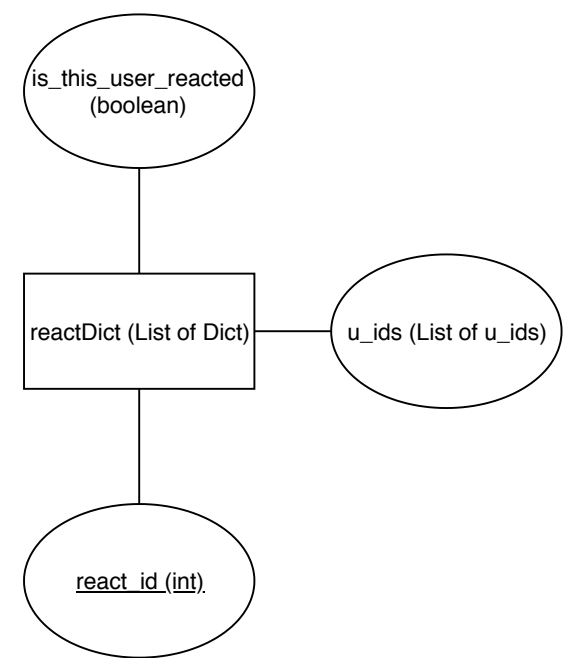 is_this_user_reacted
(boolean)
reactDict (List of Dict)
u_ids (List of u_ids)
react_id (int)